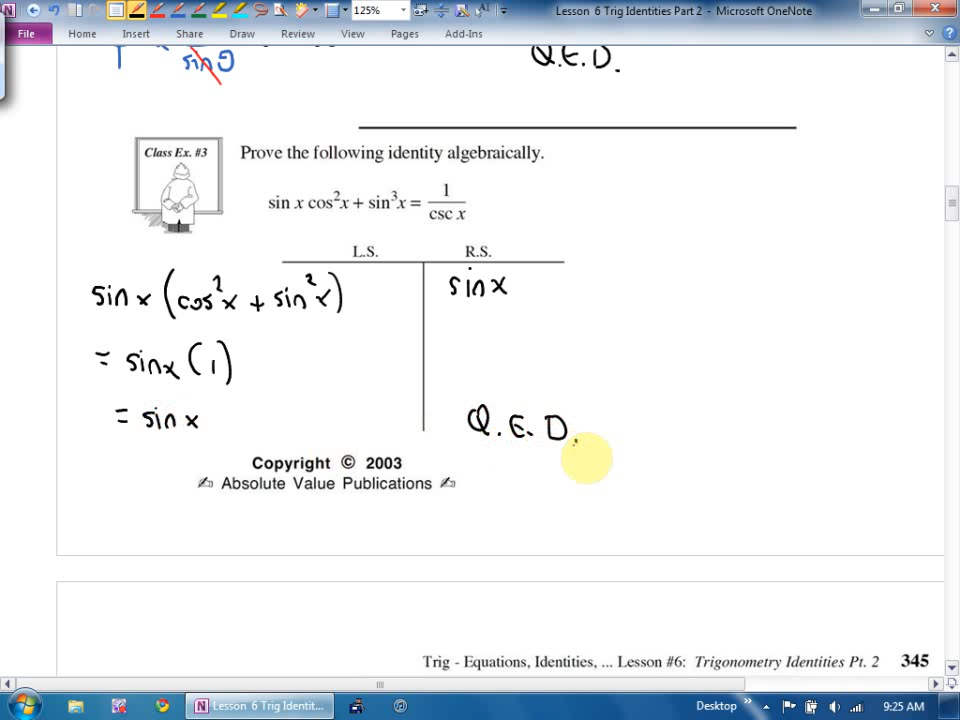 Lesson 6 Trig Identities Part 2 - Microsoft OneNote
125%
File Home Insert Share Draw Review View Pages Add-Ins
sin θ
Q.E.D.
Class Ex. #3
Prove the following identity algebraically.
sin x cos²x + sin³x = 1 / csc x
L.S. R.S.
sin x (cos²x + sin²x) sin x
= sin x (1)
= sin x
Q.E.D.
Copyright © 2003
✍ Absolute Value Publications ✍
Trig - Equations, Identities, ... Lesson #6: Trigonometry Identities Pt. 2 345
Lesson 6 Trig Identit... Desktop » 9:25 AM